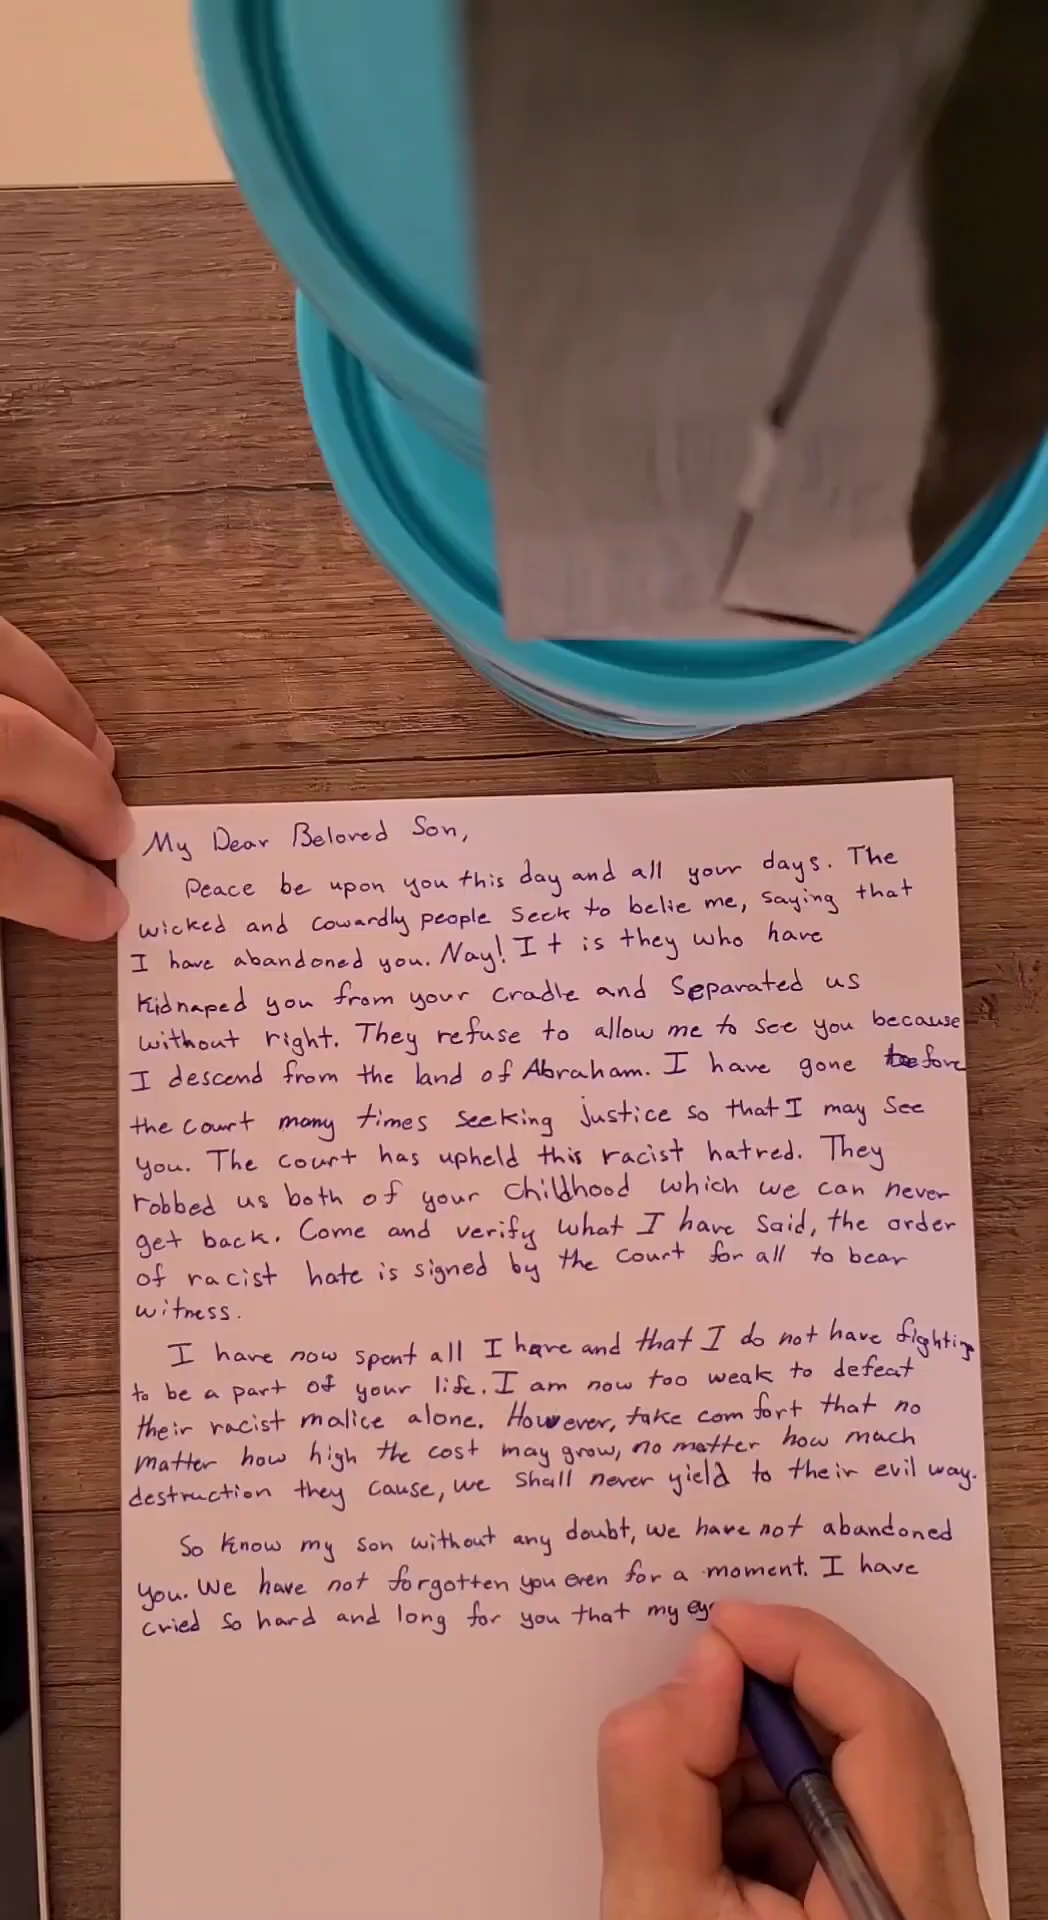 My Dear Beloved Son,
Peace be upon you this day and all your days. The
wicked and cowardly people seek to belie me, saying that
I have abandoned you. Nay! It is they who have
kidnaped you from your cradle and separated us
without right. They refuse to allow me to see you because
I descend from the land of Abraham. I have gone before
the court many times seeking justice so that I may see
you. The court has upheld this racist hatred. They
robbed us both of your childhood which we can never
get back. Come and verify what I have said, the order
of racist hate is signed by the court for all to bear
witness.
I have now spent all I have and that I do not have fighting
to be a part of your life. I am now too weak to defeat
their racist malice alone. However, take comfort that no
matter how high the cost may grow, no matter how much
destruction they cause, we shall never yield to their evil way.
So know my son without any doubt, we have not abandoned
you. We have not forgotten you even for a moment. I have
cried so hard and long for you that my eye